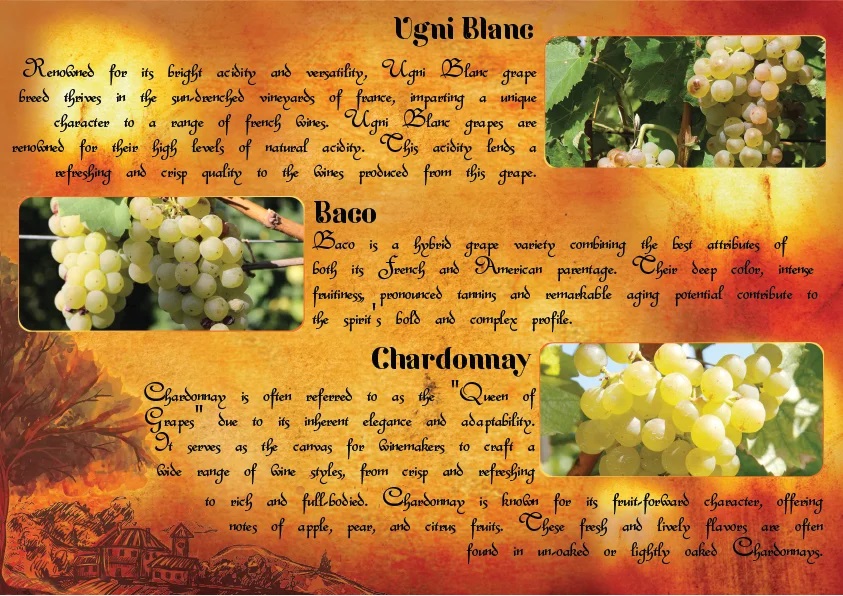 Ugni Blanc
Renowned for its bright acidity and versatility, Ugni Blanc grape
breed thrives in the sun-drenched vineyards of france, imparting a unique
character to a range of french wines. Ugni Blanc grapes are
renowned for their high levels of natural acidity. This acidity lends a
refreshing and crisp quality to the wines produced from this grape.
Baco
Baco is a hybrid grape variety combining the best attributes of
both its French and American parentage. Their deep color, intense
fruitiness, pronounced tannins and remarkable aging potential contribute to
the spirit's bold and complex profile.
Chardonnay
Chardonnay is often referred to as the "Queen of
Grapes" due to its inherent elegance and adaptability.
It serves as the canvas for winemakers to craft a
wide range of wine styles, from crisp and refreshing
to rich and full-bodied. Chardonnay is known for its fruit-forward character, offering
notes of apple, pear, and citrus fruits. These fresh and lively flavors are often
found in un-oaked or lightly oaked Chardonnays.